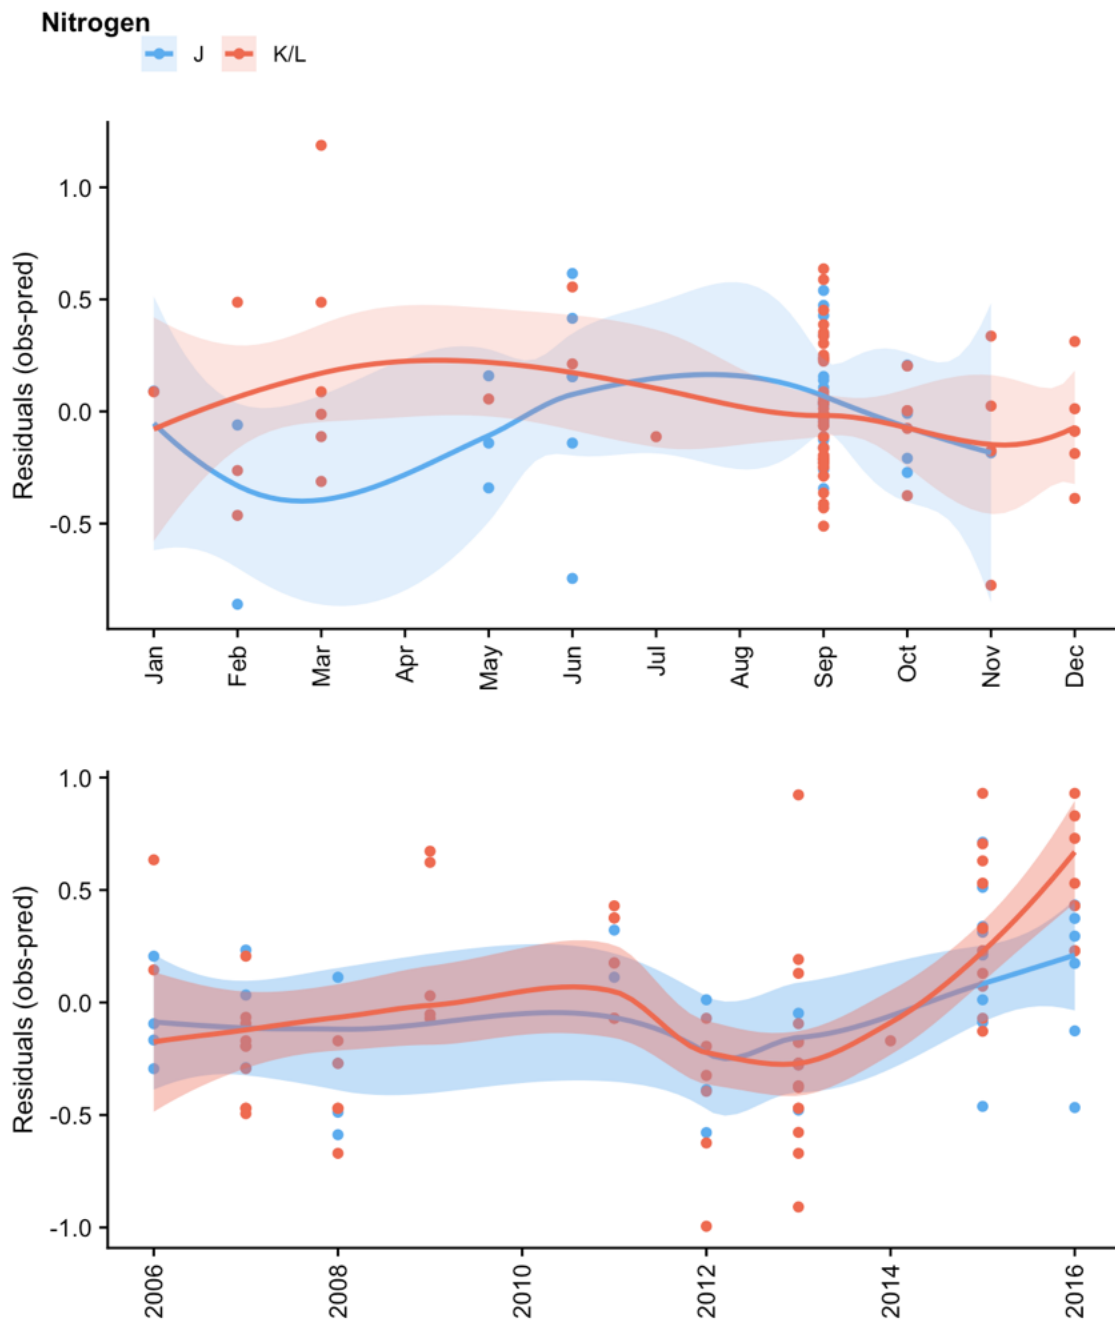 Nitrogen
J K/L
Residuals (obs-pred)
1.0
0.5
0.0
-0.5
Jan Feb Mar Apr May Jun Jul Aug Sep Oct Nov Dec
Residuals (obs-pred)
1.0
0.5
0.0
-0.5
-1.0
2006 2008 2010 2012 2014 2016